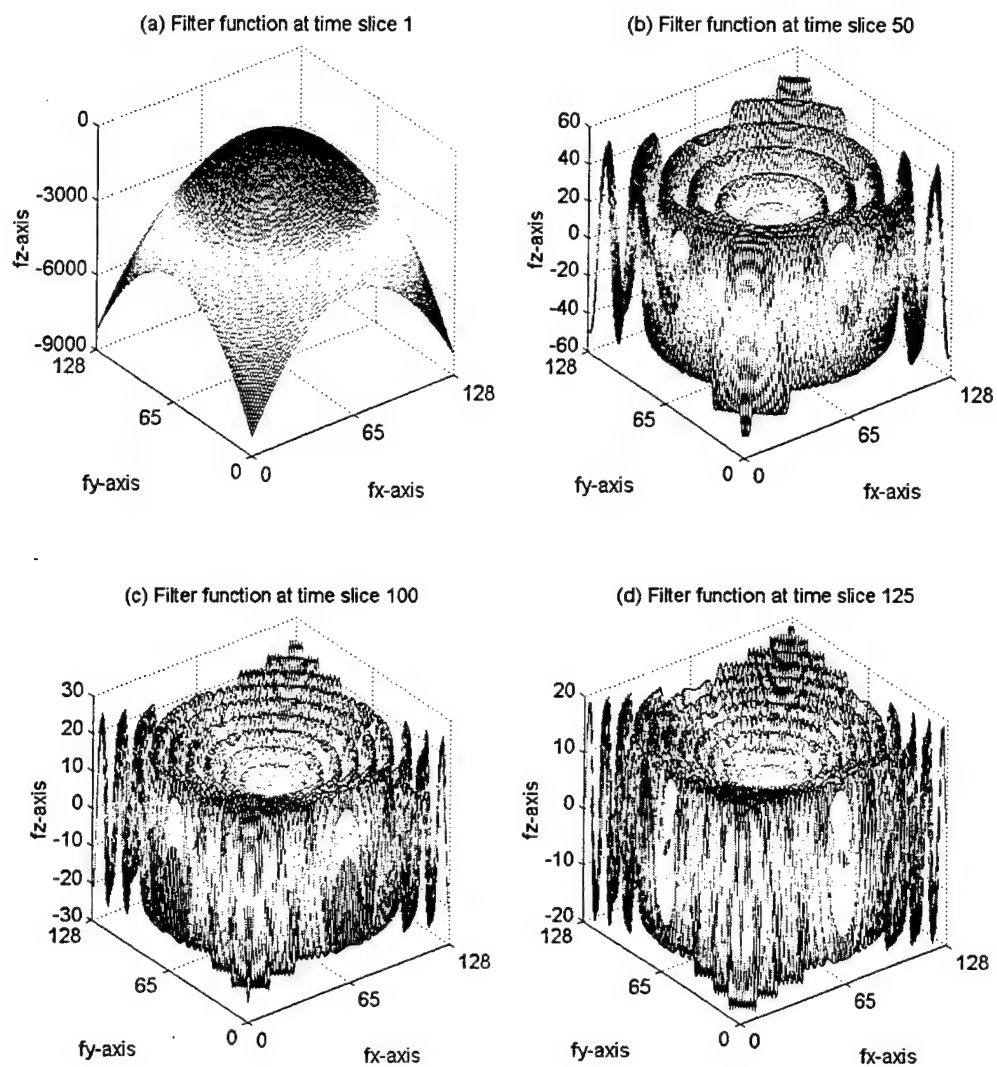 (a) Filter function at time slice 1
0
-3000
-6000
-9000
fz-axis
128
65
0
fy-axis
0
65
128
fx-axis
(b) Filter function at time slice 50
60
40
20
0
-20
-40
-60
fz-axis
128
65
0
fy-axis
0
65
128
fx-axis
(c) Filter function at time slice 100
30
20
10
0
-10
-20
-30
fz-axis
128
65
0
fy-axis
0
65
128
fx-axis
(d) Filter function at time slice 125
20
10
0
-10
-20
fz-axis
128
65
0
fy-axis
0
65
128
fx-axis